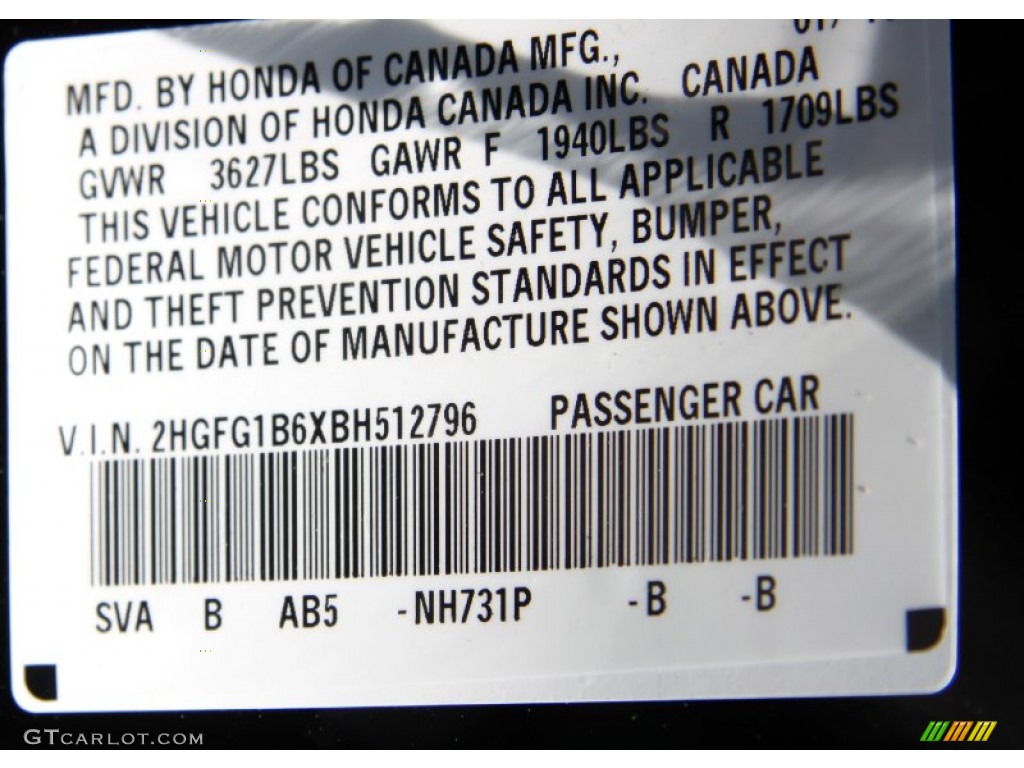 MFD. BY HONDA OF CANADA MFG.,
A DIVISION OF HONDA CANADA INC. CANADA
GVWR 3627LBS GAWR F 1940LBS R 1709LBS
THIS VEHICLE CONFORMS TO ALL APPLICABLE
FEDERAL MOTOR VEHICLE SAFETY, BUMPER,
AND THEFT PREVENTION STANDARDS IN EFFECT
ON THE DATE OF MANUFACTURE SHOWN ABOVE.
V.I.N. 2HGFG1B6XBH512796 PASSENGER CAR
SVA B AB5 -NH731P -B -B
GTCARLOT.COM